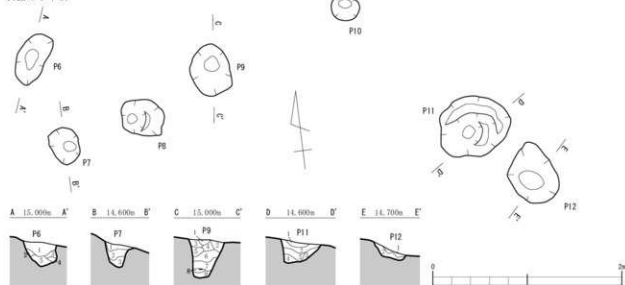 A
C
P10
P6
P9
A'
B
C'
P8
P11
D
P7
E
B'
D'
P12
E'
A 15.000m A'
B 14.600m B'
C 15.000m C'
D 14.600m D'
E 14.700m E'
P6
P7
P9
P11
P12
0
2m